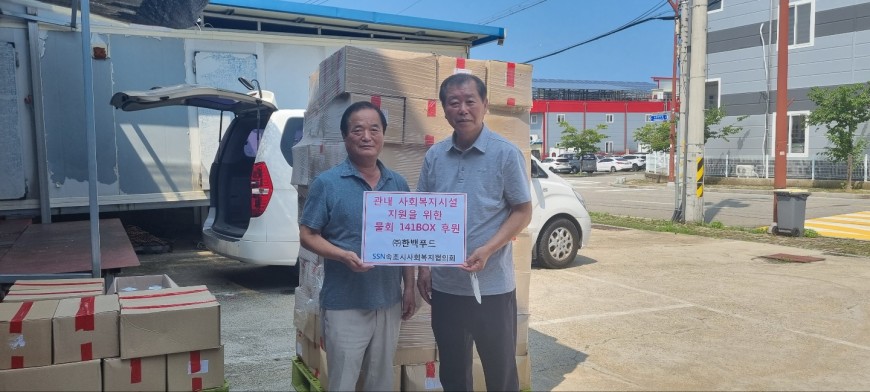 관내 사회복지시설
지원을 위한
물회 141BOX 후원
㈜한백푸드
SSN속초시사회복지협의회